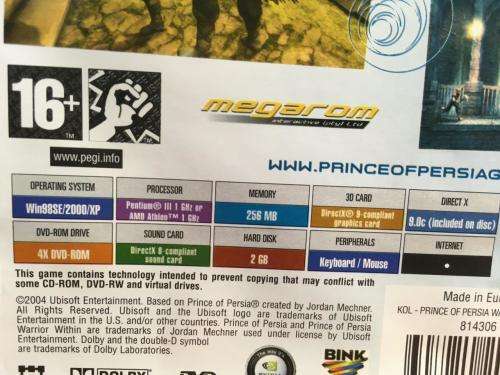 16+
TM
megarom
interactive (pty) Ltd
www.pegi.info
WWW.PRINCEOFPERSIAG
OPERATING SYSTEM
Win98SE/2000/XP
PROCESSOR
Pentium® III 1 GHz or
AMD Athlon™ 1 GHz
MEMORY
256 MB
3D CARD
DirectX® 9-compliant
graphics card
DIRECT X
9.0c (included on disc)
DVD-ROM DRIVE
4X DVD-ROM
SOUND CARD
DirectX 8-compliant
sound card
HARD DISK
2 GB
PERIPHERALS
Keyboard / Mouse
INTERNET
•
This game contains technology intended to prevent copying that may conflict with
some CD-ROM, DVD-RW and virtual drives.
©2004 Ubisoft Entertainment. Based on Prince of Persia® created by Jordan Mechner.
All Rights Reserved. Ubisoft and the Ubisoft logo are trademarks of Ubisoft
Entertainment in the U.S. and/or other countries. Prince of Persia and Prince of Persia
Warrior Within are trademarks of Jordan Mechner used under license by Ubisoft
Entertainment. Dolby and the double-D symbol
are trademarks of Dolby Laboratories.
Made in Eu
KOL - PRINCE OF PERSIA WA
814306
DOLBY
BINK